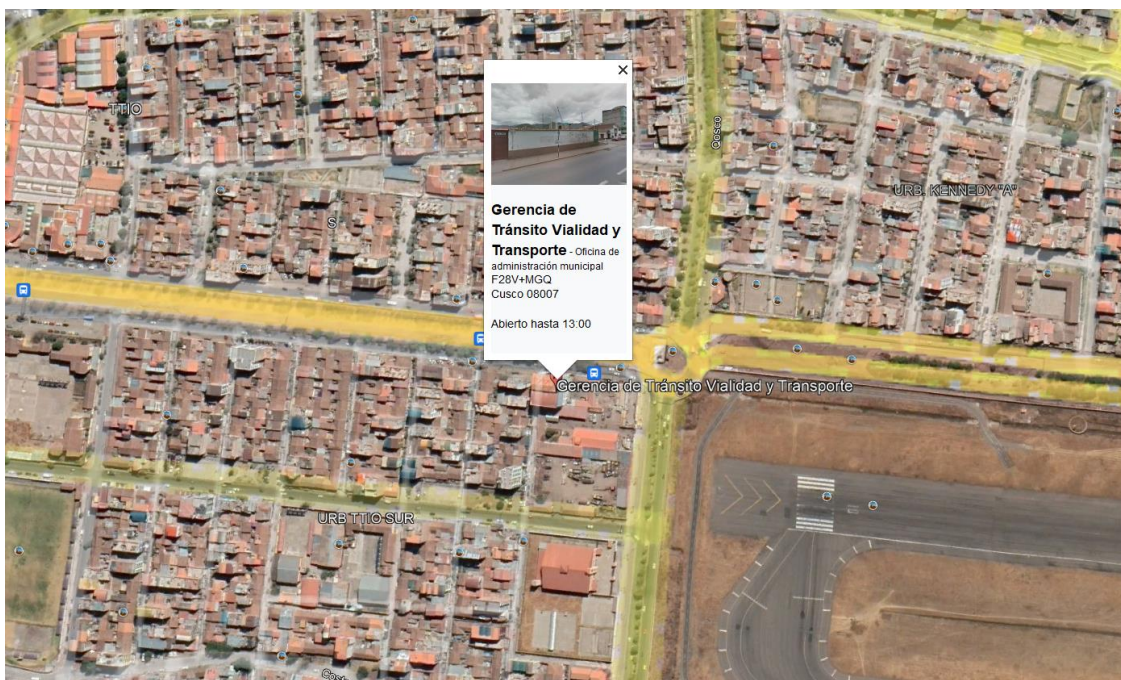 TTIO
S
Qosco
URB. KENNEDY "A"
×
Gerencia de
Tránsito Vialidad y
Transporte - Oficina de
administración municipal
F28V+MGQ
Cusco 08007
Abierto hasta 13:00
Gerencia de Tránsito Vialidad y Transporte
URB TTIO SUR